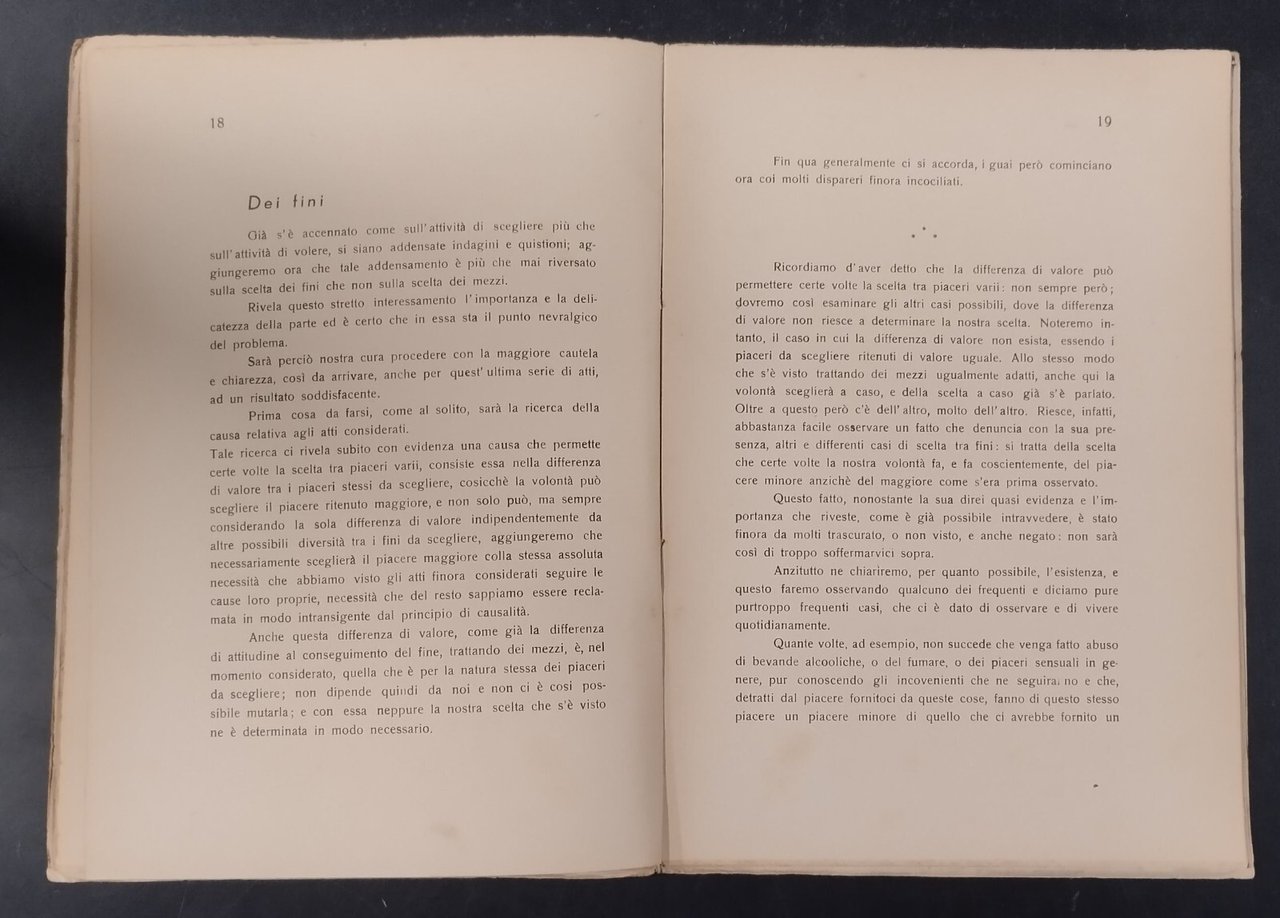 18
Dei fini
Già s'è accennato come sull'attività di scegliere più che
sull'attività di volere, si siano addensate indagini e quistioni; ag-
giungeremo ora che tale addensamento è più che mai riversato
sulla scelta dei fini che non sulla scelta dei mezzi.
Rivela questo stretto interessamento l'importanza e la deli-
catezza della parte ed è certo che in essa sta il punto nevralgico
del problema.
Sarà perciò nostra cura procedere con la maggiore cautela
e chiarezza, così da arrivare, anche per quest'ultima serie di atti,
ad un risultato soddisfacente.
Prima cosa da farsi, come al solito, sarà la ricerca della
causa relativa agli atti considerati.
Tale ricerca ci rivela subito con evidenza una causa che permette
certe volte la scelta tra piaceri varii, consiste essa nella differenza
di valore tra i piaceri stessi da scegliere, cosicchè la volontà può
scegliere il piacere ritenuto maggiore, e non solo può, ma sempre
considerando la sola differenza di valore indipendentemente da
altre possibili diversità tra i fini da scegliere, aggiungeremo che
necessariamente sceglierà il piacere maggiore colla stessa assoluta
necessità che abbiamo visto gli atti finora considerati seguire le
cause loro proprie, necessità che del resto sappiamo essere recla-
mata in modo intransigente dal principio di causalità.
Anche questa differenza di valore, come già la differenza
di attitudine al conseguimento del fine, trattando dei mezzi, è, nel
momento considerato, quella che è per la natura stessa dei piaceri
da scegliere; non dipende quindi da noi e non ci è così pos-
sibile mutarla; e con essa neppure la nostra scelta che s'è visto
ne è determinata in modo necessario.
19
Fin qua generalmente ci si accorda, i guai però cominciano
ora coi molti dispareri finora incociliati.
* * *
Ricordiamo d'aver detto che la differenza di valore può
permettere certe volte la scelta tra piaceri varii: non sempre però;
dovremo così esaminare gli altri casi possibili, dove la differenza
di valore non riesce a determinare la nostra scelta. Noteremo in-
tanto, il caso in cui la differenza di valore non esista, essendo i
piaceri da scegliere ritenuti di valore uguale. Allo stesso modo
che s'è visto trattando dei mezzi ugualmente adatti, anche qui la
volontà sceglierà a caso, e della scelta a caso già s'è parlato.
Oltre a questo però c'è dell'altro, molto dell'altro. Riesce, infatti,
abbastanza facile osservare un fatto che denuncia con la sua pre-
senza, altri e differenti casi di scelta tra fini: si tratta della scelta
che certe volte la nostra volontà fa, e fa coscientemente, del pia-
cere minore anzichè del maggiore come s'era prima osservato.
Questo fatto, nonostante la sua direi quasi evidenza e l'im-
portanza che riveste, come è già possibile intravvedere, è stato
finora da molti trascurato, o non visto, e anche negato: non sarà
così di troppo soffermarvici sopra.
Anzitutto ne chiariremo, per quanto possibile, l'esistenza, e
questo faremo osservando qualcuno dei frequenti e diciamo pure
purtroppo frequenti casi, che ci è dato di osservare e di vivere
quotidianamente.
Quante volte, ad esempio, non succede che venga fatto abuso
di bevande alcooliche, o del fumare, o dei piaceri sensuali in ge-
nere, pur conoscendo gli incovenienti che ne seguiranno e che,
detratti dal piacere fornitoci da queste cose, fanno di questo stesso
piacere un piacere minore di quello che ci avrebbe fornito un